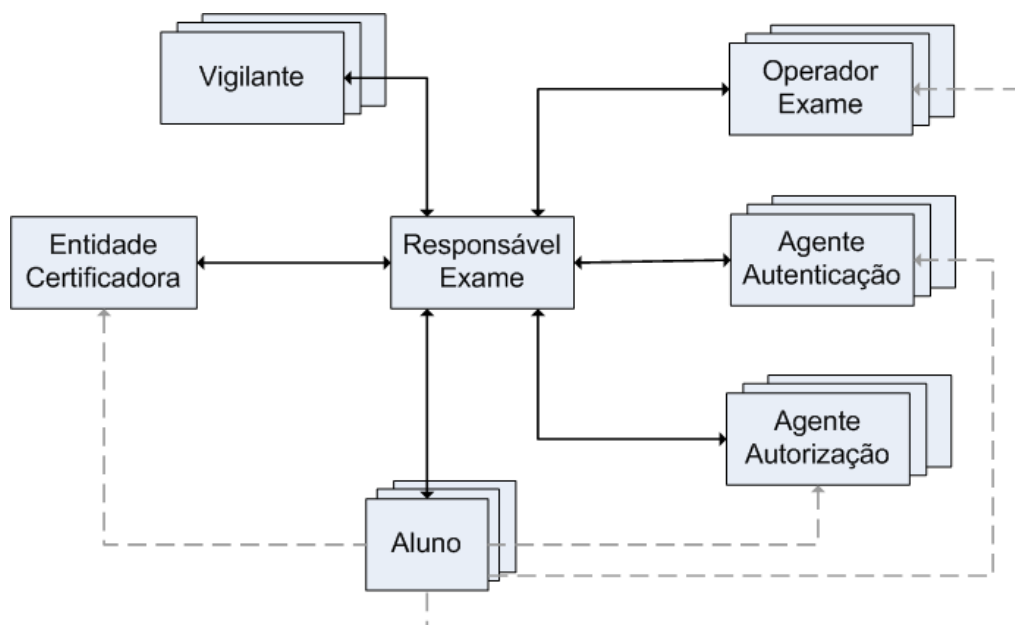 Vigilante
Operador
Exame
Entidade
Certificadora
Responsável
Exame
Agente
Autenticação
Agente
Autorização
Aluno